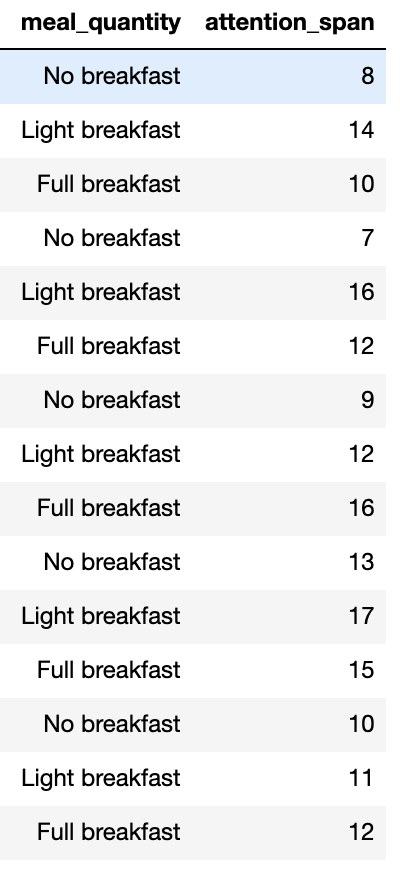 meal_quantity attention_span
No breakfast 8
Light breakfast 14
Full breakfast 10
No breakfast 7
Light breakfast 16
Full breakfast 12
No breakfast 9
Light breakfast 12
Full breakfast 16
No breakfast 13
Light breakfast 17
Full breakfast 15
No breakfast 10
Light breakfast 11
Full breakfast 12